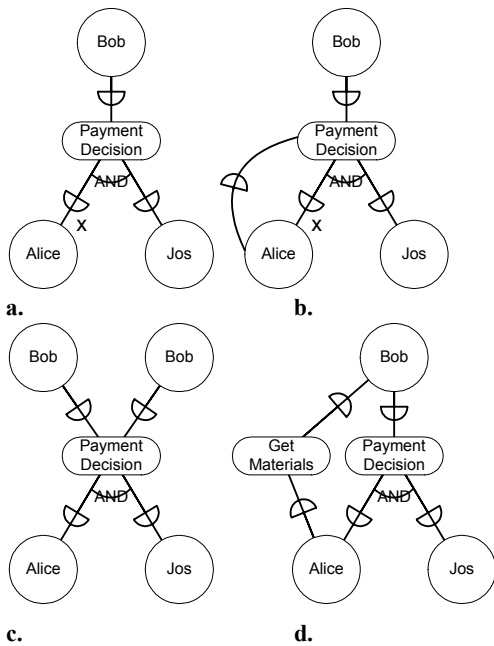 Bob
Payment
Decision
AND
X
Alice
Jos
a.
Bob
Payment
Decision
AND
X
Alice
Jos
b.
Bob
Bob
Payment
Decision
AND
Alice
Jos
c.
Bob
Get
Materials
Payment
Decision
AND
Alice
Jos
d.